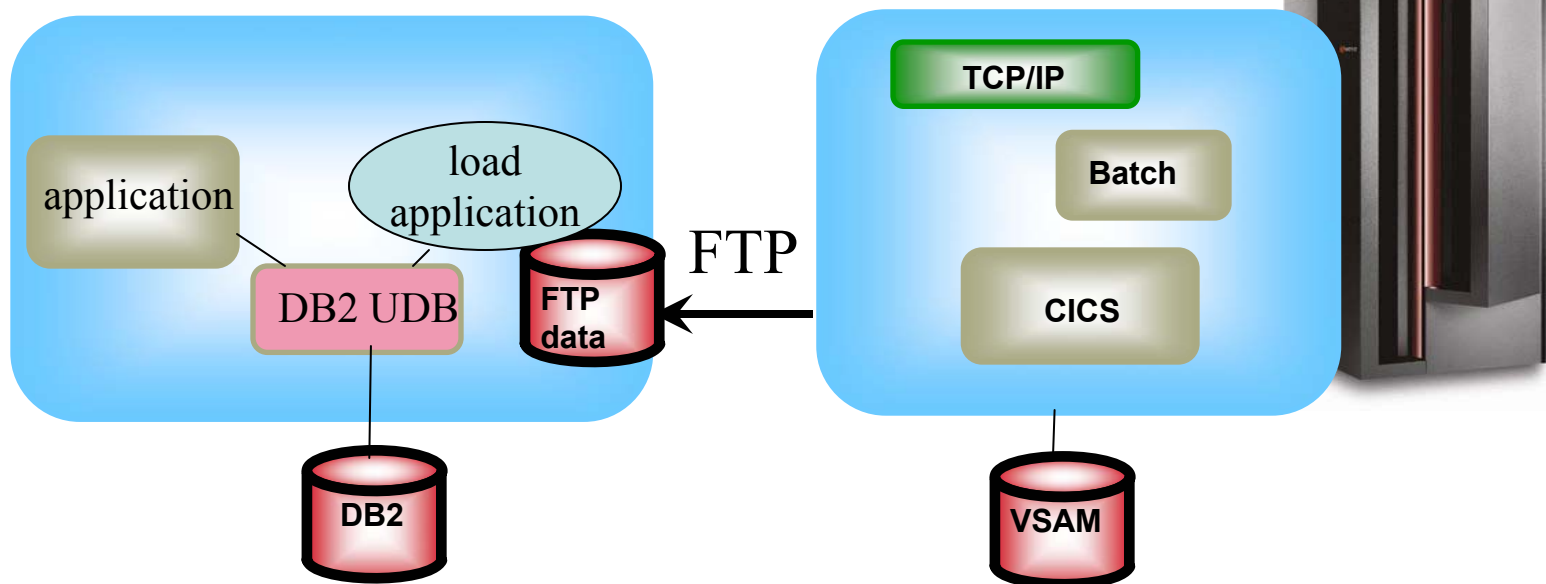 application
load
application
DB2 UDB
FTP
data
DB2
FTP
TCP/IP
Batch
CICS
VSAM